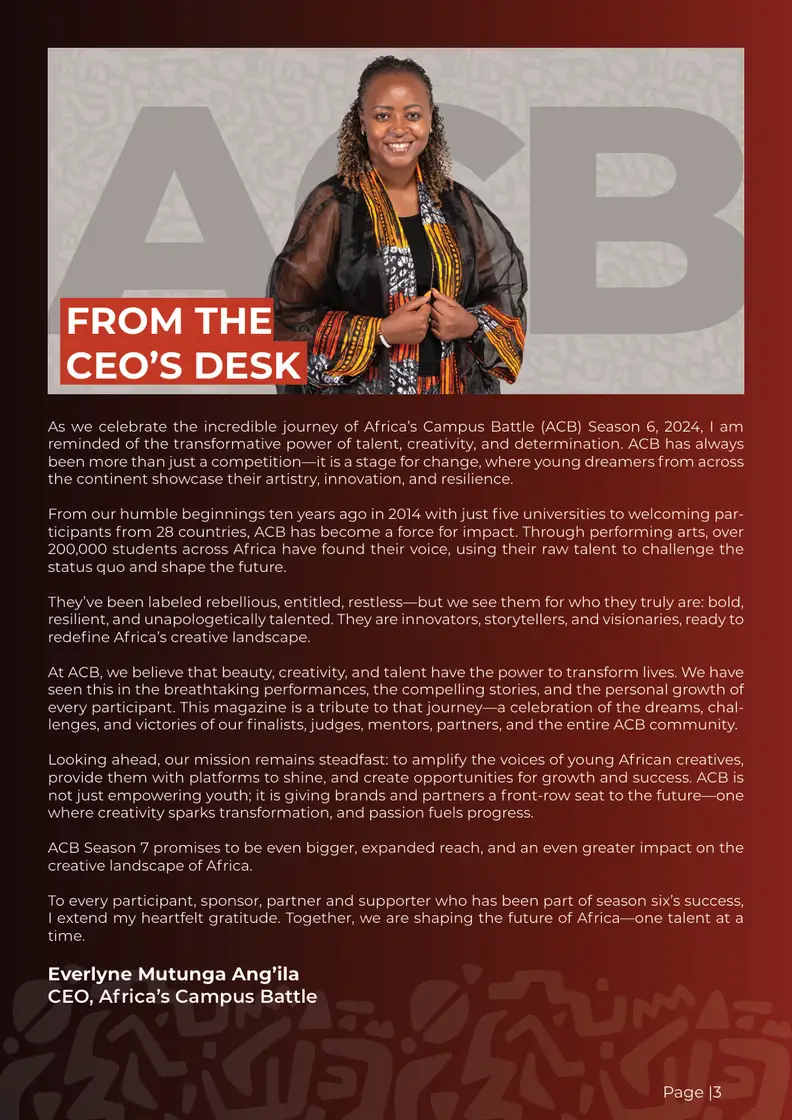 ACB
FROM THE
CEO’S DESK
As we celebrate the incredible journey of Africa’s Campus Battle (ACB) Season 6, 2024, I am
reminded of the transformative power of talent, creativity, and determination. ACB has always
been more than just a competition—it is a stage for change, where young dreamers from across
the continent showcase their artistry, innovation, and resilience.
From our humble beginnings ten years ago in 2014 with just five universities to welcoming par-
ticipants from 28 countries, ACB has become a force for impact. Through performing arts, over
200,000 students across Africa have found their voice, using their raw talent to challenge the
status quo and shape the future.
They’ve been labeled rebellious, entitled, restless—but we see them for who they truly are: bold,
resilient, and unapologetically talented. They are innovators, storytellers, and visionaries, ready to
redefine Africa’s creative landscape.
At ACB, we believe that beauty, creativity, and talent have the power to transform lives. We have
seen this in the breathtaking performances, the compelling stories, and the personal growth of
every participant. This magazine is a tribute to that journey—a celebration of the dreams, chal-
lenges, and victories of our finalists, judges, mentors, partners, and the entire ACB community.
Looking ahead, our mission remains steadfast: to amplify the voices of young African creatives,
provide them with platforms to shine, and create opportunities for growth and success. ACB is
not just empowering youth; it is giving brands and partners a front-row seat to the future—one
where creativity sparks transformation, and passion fuels progress.
ACB Season 7 promises to be even bigger, expanded reach, and an even greater impact on the
creative landscape of Africa.
To every participant, sponsor, partner and supporter who has been part of season six’s success,
I extend my heartfelt gratitude. Together, we are shaping the future of Africa—one talent at a
time.
Everlyne Mutunga Ang’ila
CEO, Africa’s Campus Battle
Page |3